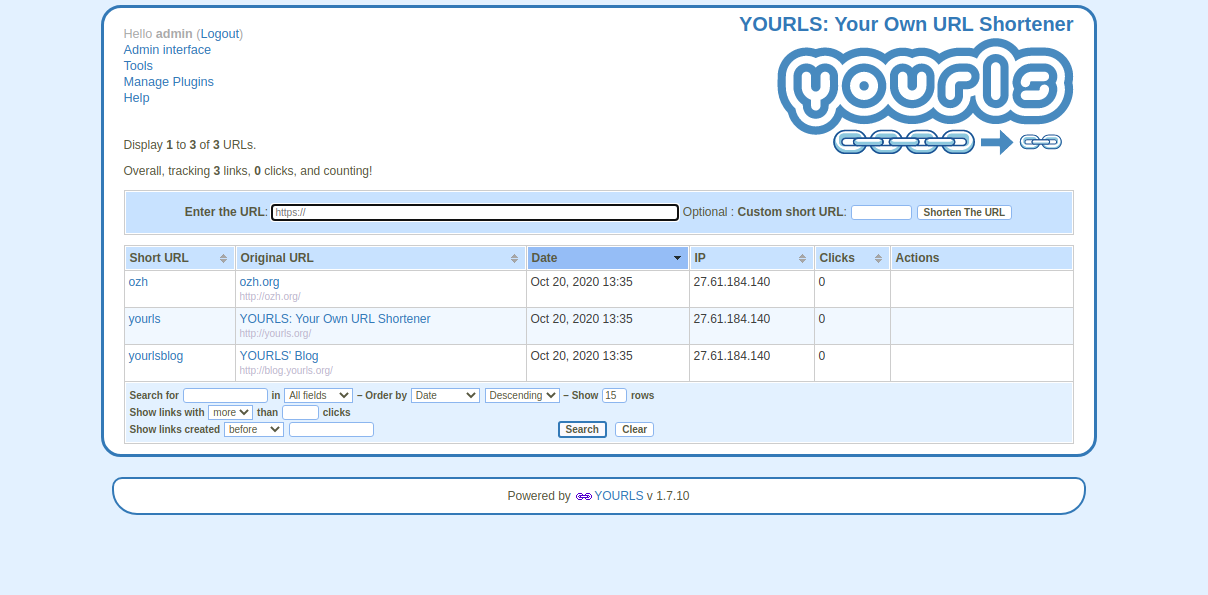 YOURLS: Your Own URL Shortener
Hello admin (Logout)
Admin interface
Tools
Manage Plugins
Help
yourls
Display 1 to 3 of 3 URLs.
Overall, tracking 3 links, 0 clicks, and counting!
Enter the URL: https:// Optional : Custom short URL: Shorten The URL
Short URL Original URL Date IP Clicks Actions
ozh ozh.org Oct 20, 2020 13:35 27.61.184.140 0
http://ozh.org/
yourls YOURLS: Your Own URL Shortener Oct 20, 2020 13:35 27.61.184.140 0
http://yourls.org/
yourlsblog YOURLS' Blog Oct 20, 2020 13:35 27.61.184.140 0
http://blog.yourls.org/
Search for in All fields – Order by Date Descending – Show 15 rows
Show links with more than clicks
Show links created before Search Clear
Powered by YOURLS v 1.7.10